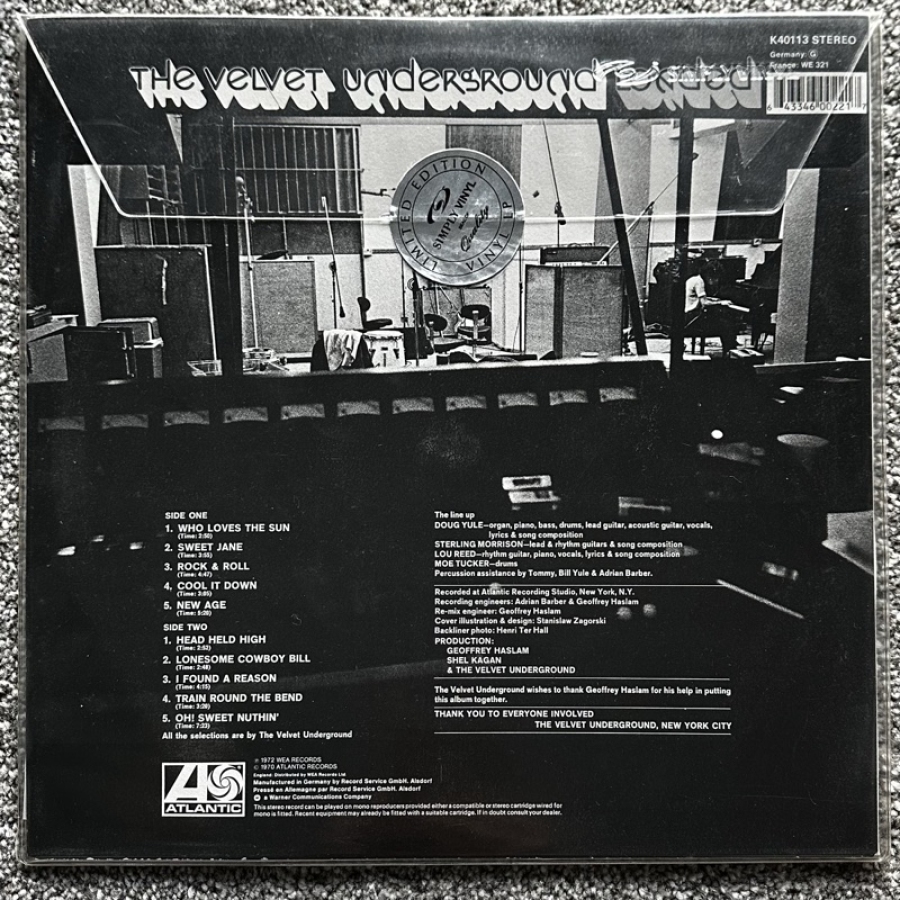 K40113 STEREO
Germany: G
France: WE 321
THE VELVET UNDERGROUND Loaded
6 43346 00221 7
LIMITED EDITION
SIMPLY VINYL
SIDE ONE
1. WHO LOVES THE SUN
(Time: 2:50)
2. SWEET JANE
(Time: 3:55)
3. ROCK & ROLL
(Time: 4:47)
4. COOL IT DOWN
(Time: 3:05)
5. NEW AGE
(Time: 5:20)
SIDE TWO
1. HEAD HELD HIGH
(Time: 2:52)
2. LONESOME COWBOY BILL
(Time: 2:48)
3. I FOUND A REASON
(Time: 4:15)
4. TRAIN ROUND THE BEND
(Time: 3:20)
5. OH! SWEET NUTHIN'
(Time: 7:23)
All the selections are by The Velvet Underground
The line up
DOUG YULE—organ, piano, bass, drums, lead guitar, acoustic guitar, vocals,
lyrics & song composition
STERLING MORRISON—lead & rhythm guitars & song composition
LOU REED—rhythm guitar, piano, vocals, lyrics & song composition
MOE TUCKER—drums
Percussion assistance by Tommy, Bill Yule & Adrian Barber.
Recorded at Atlantic Recording Studio, New York, N.Y.
Recording engineers: Adrian Barber & Geoffrey Haslam
Re-mix engineer: Geoffrey Haslam
Cover illustration & design: Stanislaw Zagorski
Backliner photo: Henri Ter Hall
PRODUCTION:
GEOFFREY HASLAM
SHEL KAGAN
& THE VELVET UNDERGROUND
The Velvet Underground wishes to thank Geoffrey Haslam for his help in putting
this album together.
THANK YOU TO EVERYONE INVOLVED
THE VELVET UNDERGROUND, NEW YORK CITY
ATLANTIC
℗ 1972 WEA RECORDS
© 1970 ATLANTIC RECORDS
England: Distributed by WEA Records Ltd
Manufactured in Germany by Record Service GmbH. Alsdorf
Pressé en Allemagne par Record Service GmbH. Alsdorf
a Warner Communications Company
This stereo record can be played on mono reproducers provided either a compatible or stereo cartridge wired for
mono is fitted. Recent equipment may already be fitted with a suitable cartridge. If in doubt consult your dealer.